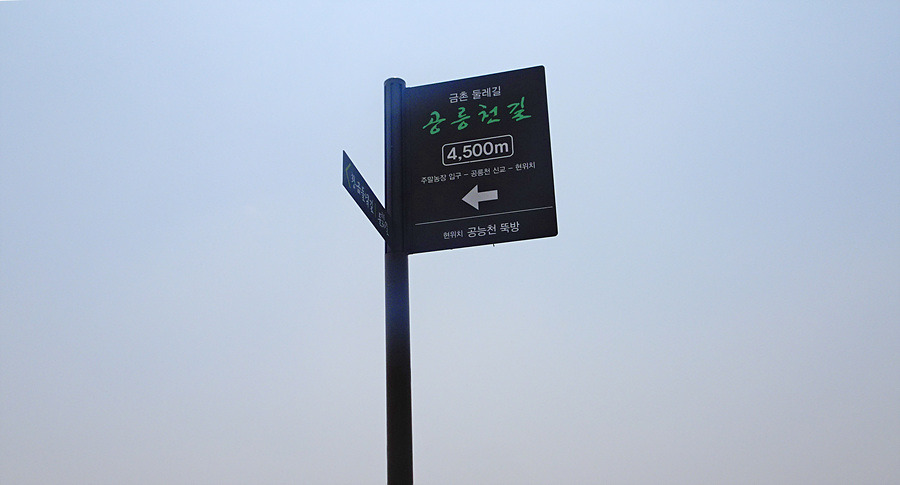 금촌 둘레길
공릉천길
4,500m
주말농장 입구 – 공릉천 신교 – 현위치
현위치 공능천 뚝방